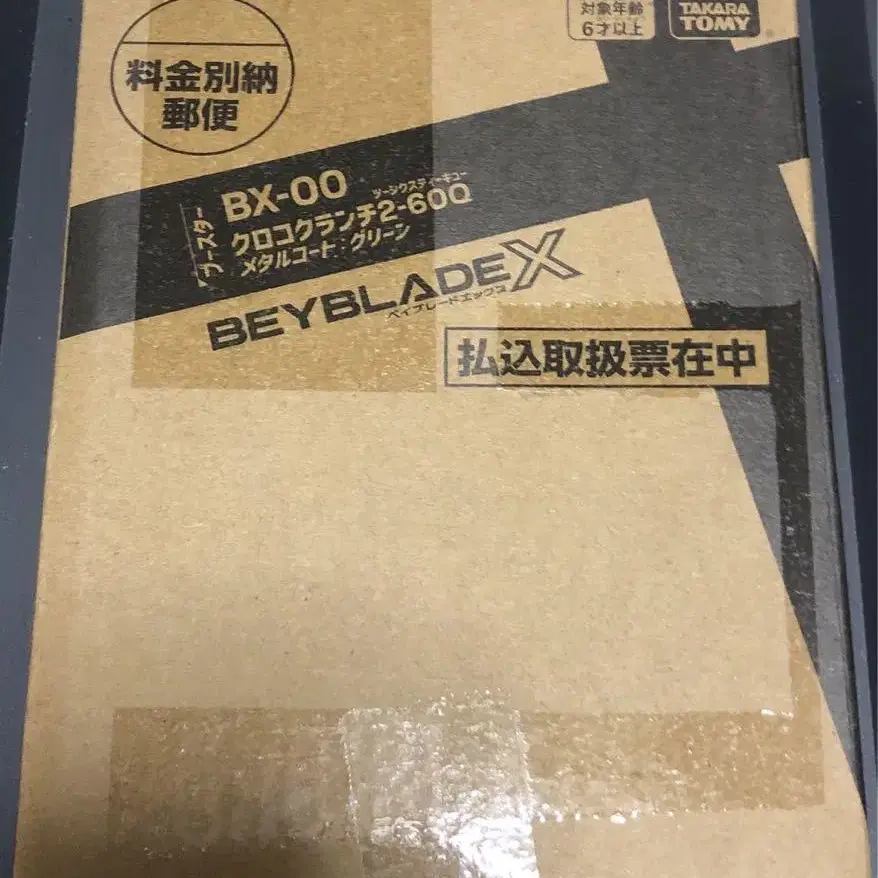 対象年齢
6才以上
TAKARA
TOMY
料金別納
郵便
ブースター
BX-00
ツーシックスティーキュー
クロコクランチ2-60Q
メタルコート:グリーン
BEYBLADE X
ベイブレードエックス
払込取扱票在中